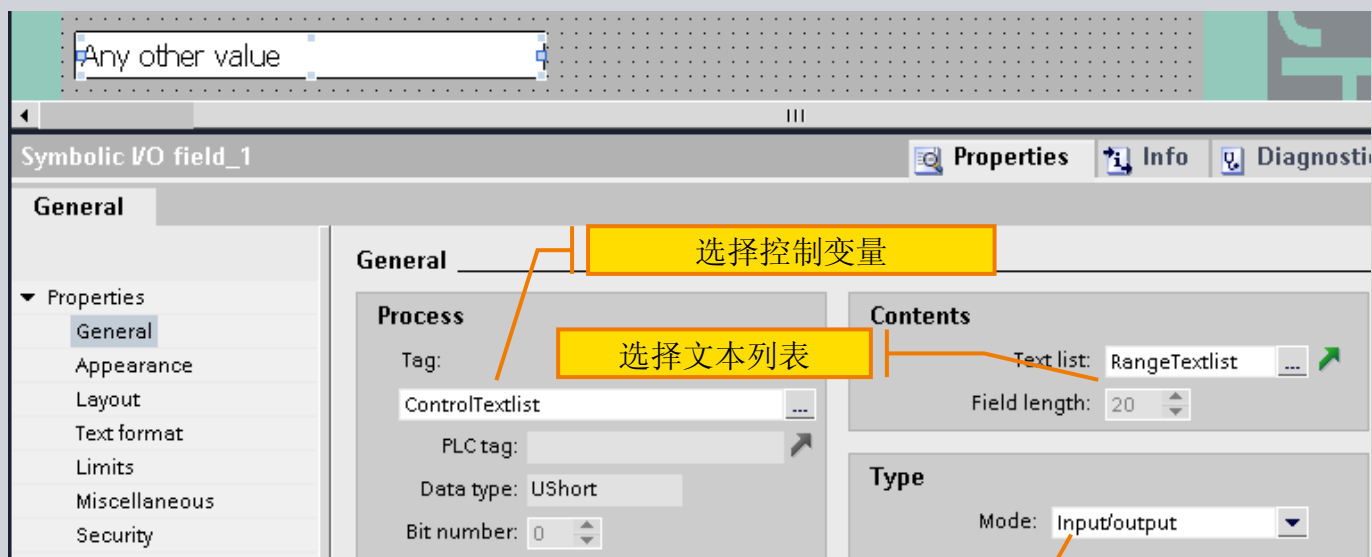 Any other value
Symbolic I/O field_1
Properties
Info
Diagnosti
General
选择控制变量
General
Properties
General
Appearance
Layout
Text format
Limits
Miscellaneous
Security
Process
选择文本列表
Tag:
ControlTextlist
...
PLC tag:
Data type: UShort
Bit number: 0
Contents
Text list: RangeTextlist ...
Field length: 20
Type
Mode: Input/output